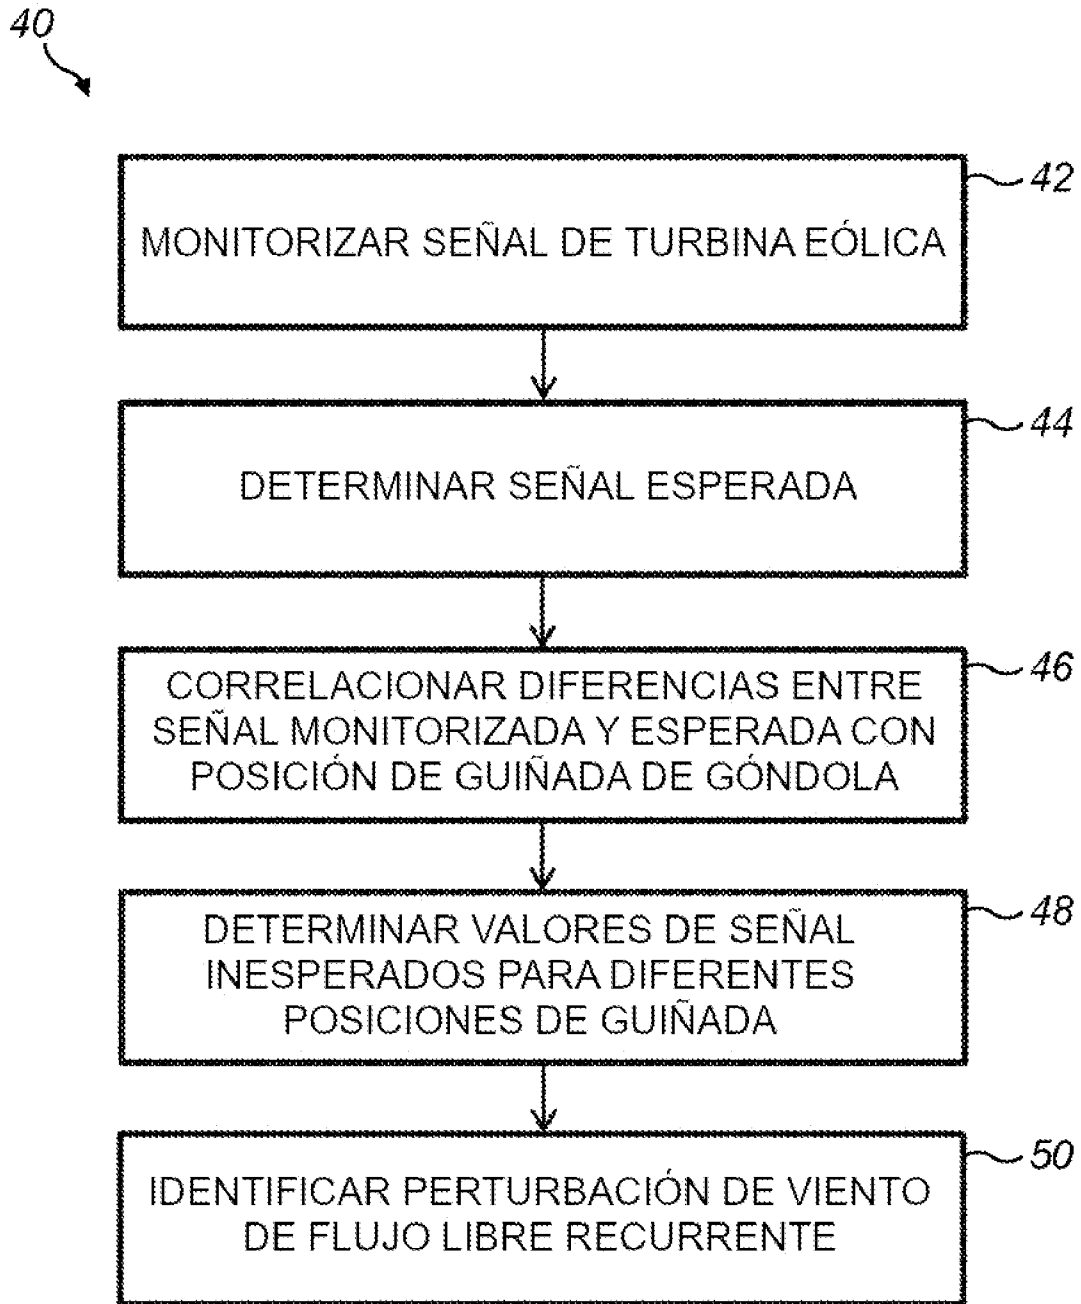 40
42
MONITORIZAR SEÑAL DE TURBINA EÓLICA
44
DETERMINAR SEÑAL ESPERADA
46
CORRELACIONAR DIFERENCIAS ENTRE
SEÑAL MONITORIZADA Y ESPERADA CON
POSICIÓN DE GUIÑADA DE GÓNDOLA
48
DETERMINAR VALORES DE SEÑAL
INESPERADOS PARA DIFERENTES
POSICIONES DE GUIÑADA
50
IDENTIFICAR PERTURBACIÓN DE VIENTO
DE FLUJO LIBRE RECURRENTE